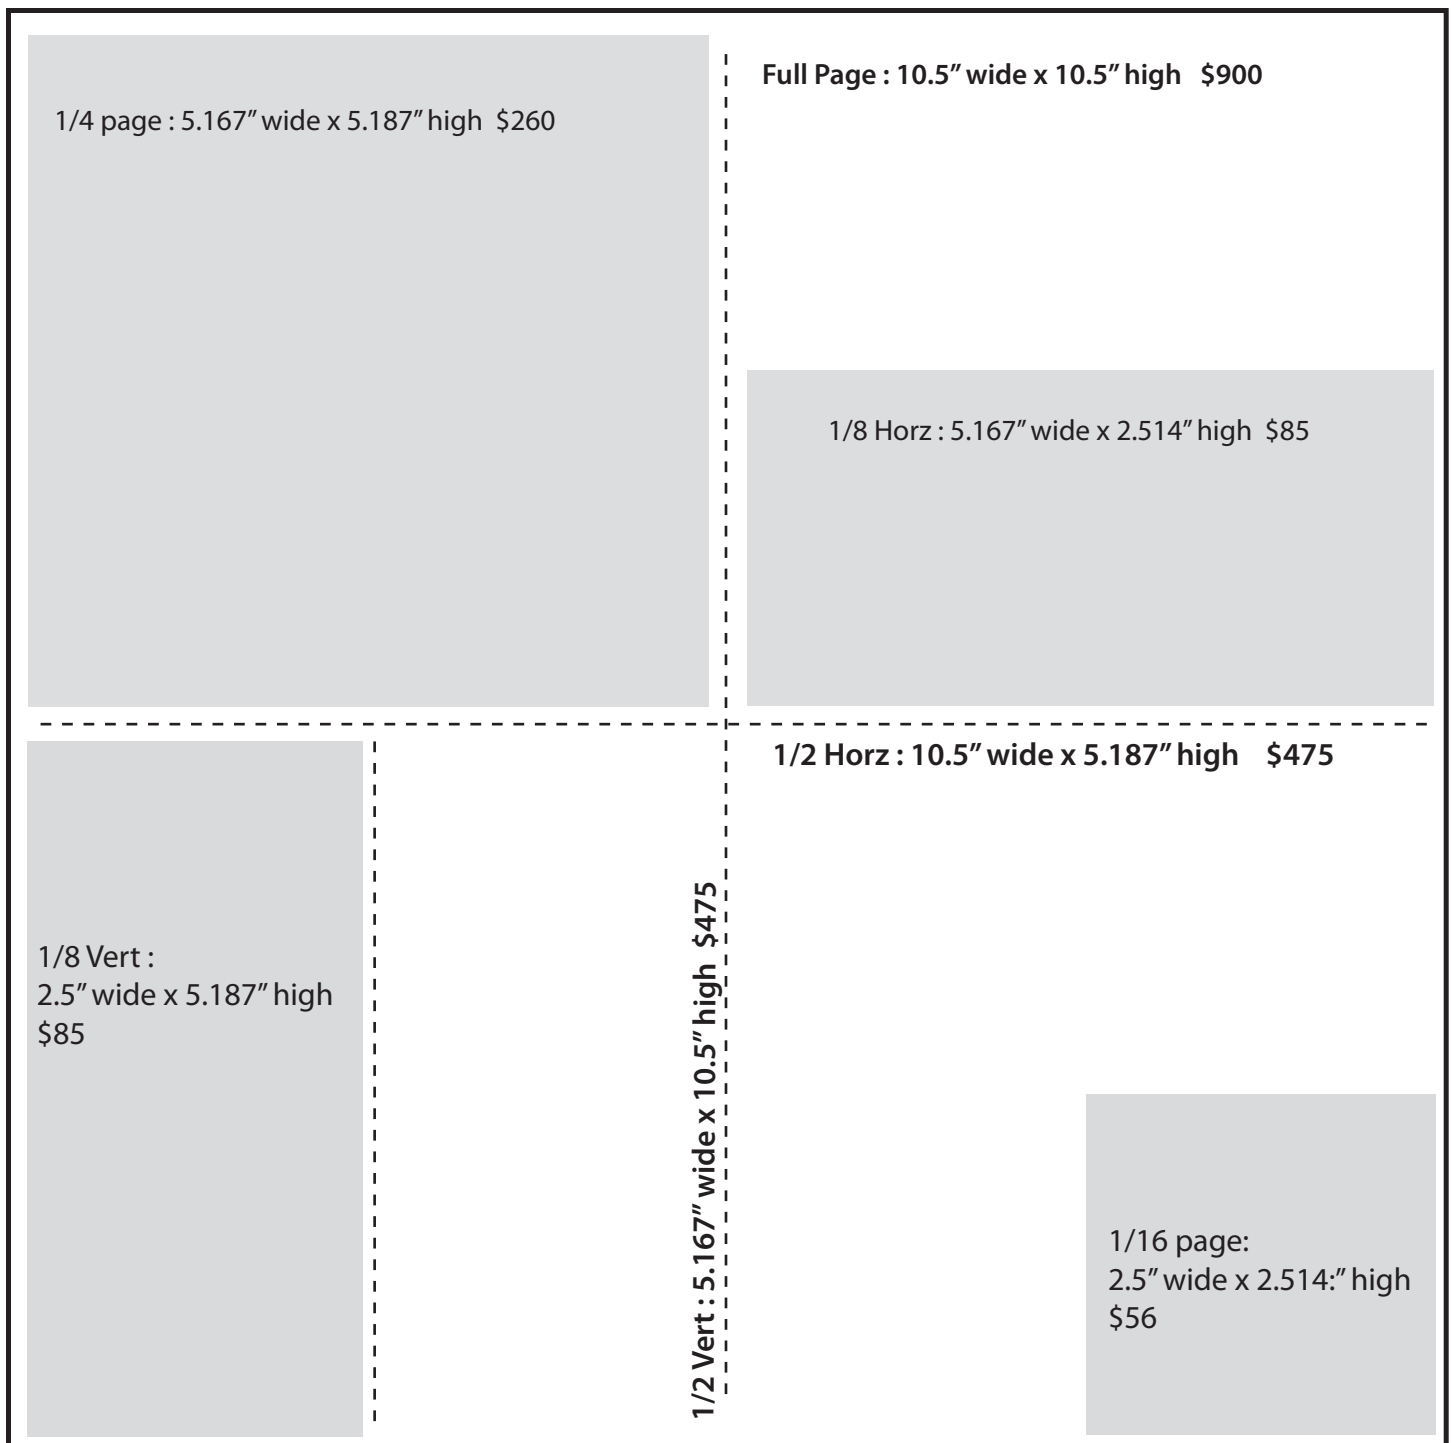 1/4 page : 5.167” wide x 5.187” high $260
Full Page : 10.5” wide x 10.5” high $900
1/8 Horz : 5.167” wide x 2.514” high $85
1/2 Horz : 10.5” wide x 5.187” high $475
1/8 Vert :
2.5” wide x 5.187” high
$85
1/2 Vert : 5.167” wide x 10.5” high $475
1/16 page:
2.5” wide x 2.514:” high
$56